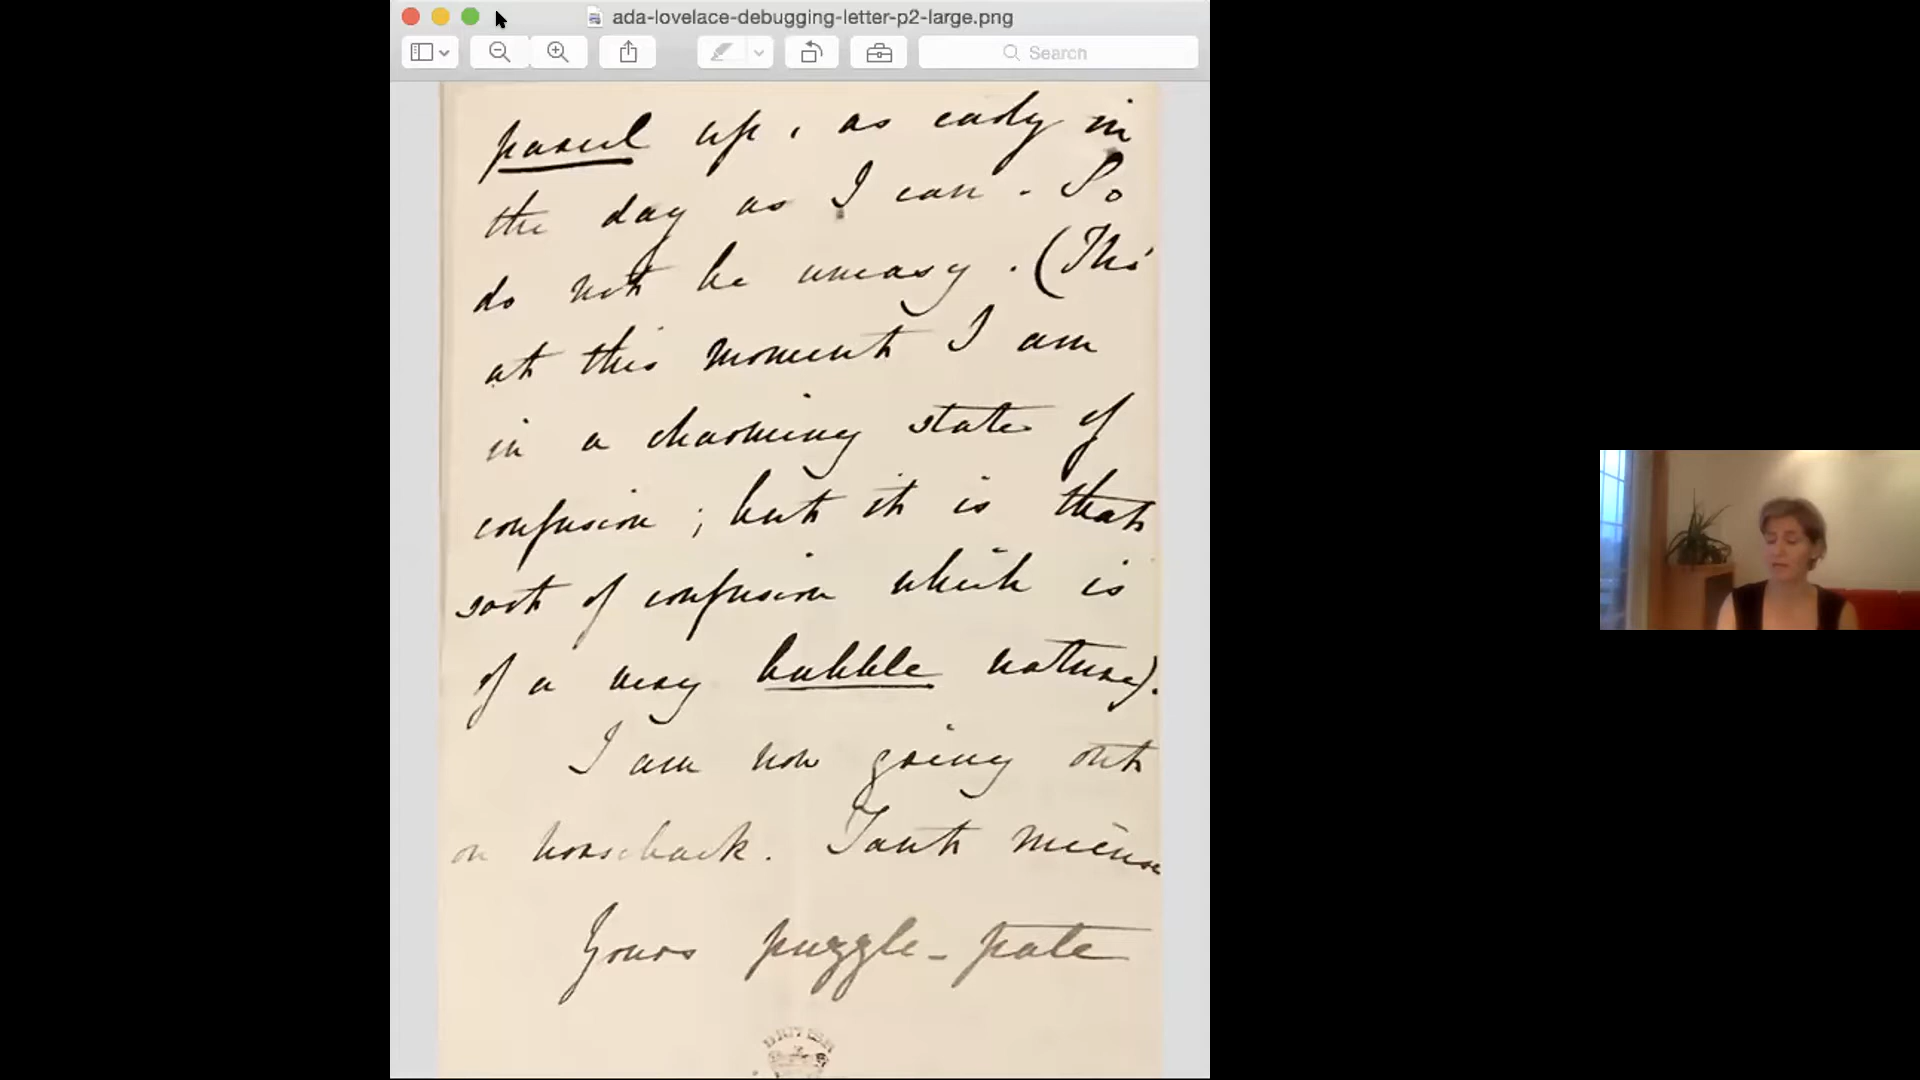 ada-lovelace-debugging-letter-p2-large.png
Search
parcel up, as early in
the day as I can. So
do not be uneasy. (Tho'
at this moment I am
in a charming state of
confusion; but it is that
sort of confusion which is
of a very bubble nature).
I am now going out
on horseback. Tant mieux
Yours puzzle-pate
BRITISH